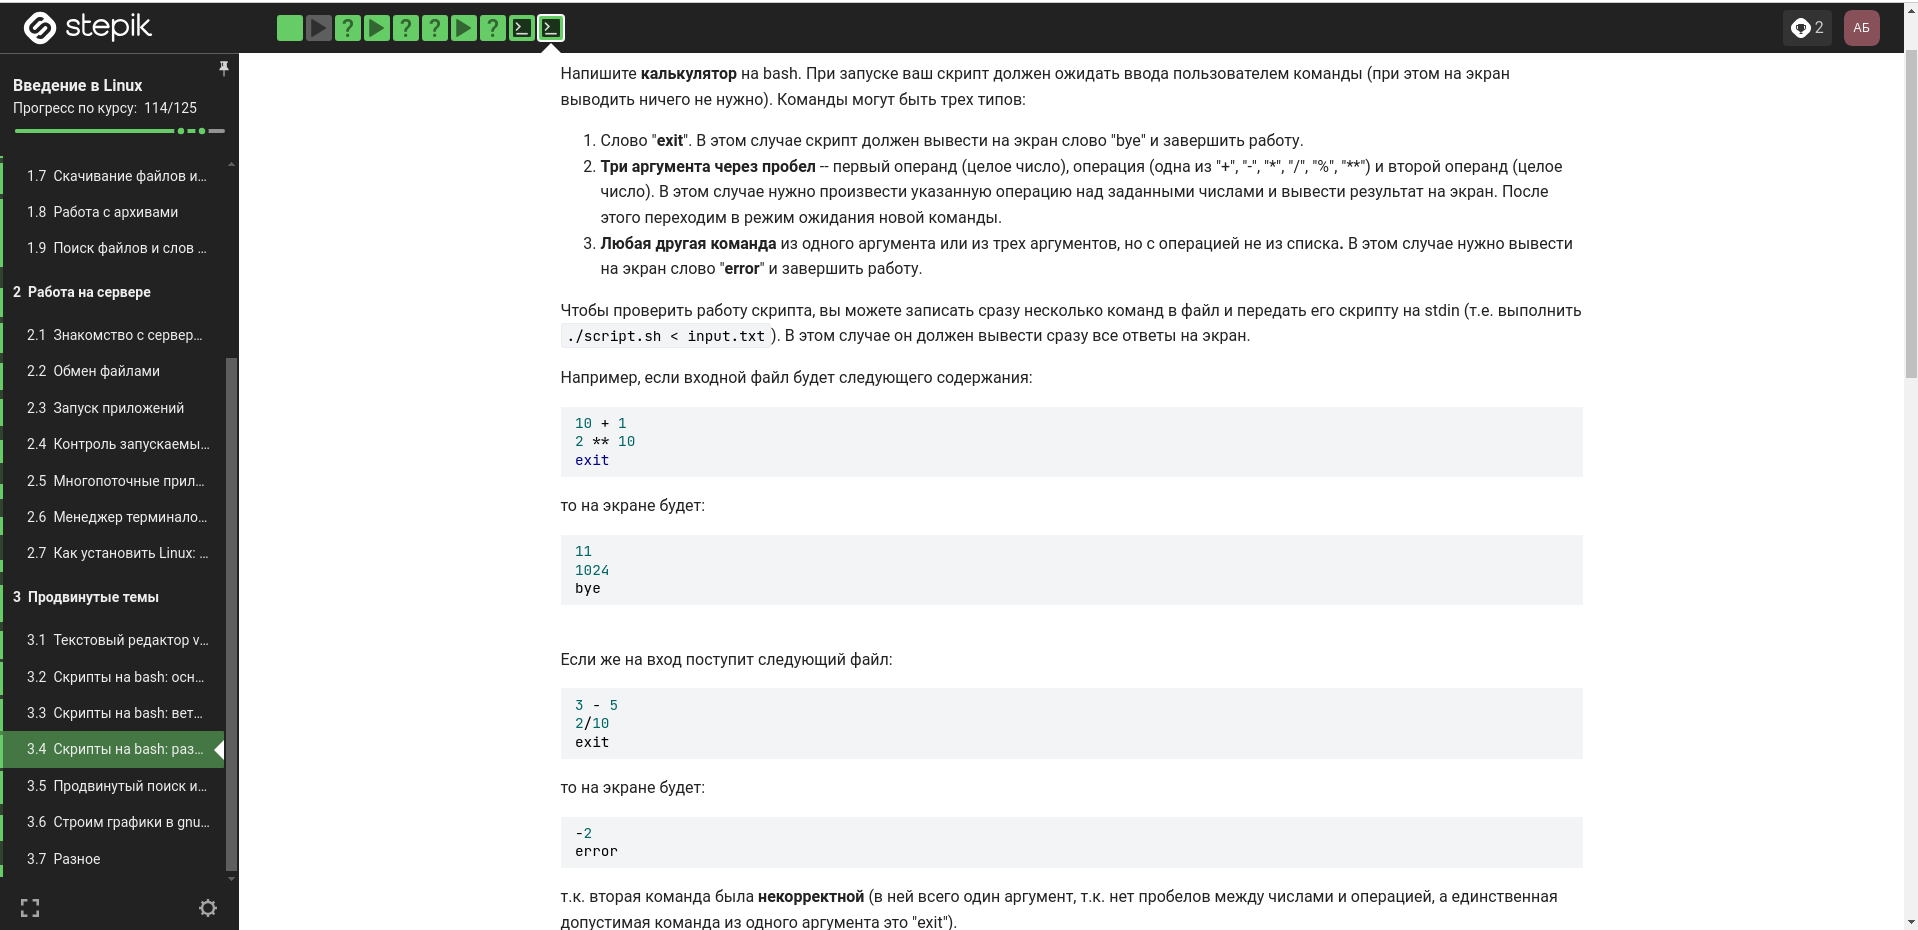 stepik
? ? ? ?
2
АБ
Введение в Linux
Прогресс по курсу: 114/125
1.7 Скачивание файлов и...
1.8 Работа с архивами
1.9 Поиск файлов и слов ...
2 Работа на сервере
2.1 Знакомство с сервер...
2.2 Обмен файлами
2.3 Запуск приложений
2.4 Контроль запускаемы...
2.5 Многопоточные прил...
2.6 Менеджер терминало...
2.7 Как установить Linux: ...
3 Продвинутые темы
3.1 Текстовый редактор v...
3.2 Скрипты на bash: осн...
3.3 Скрипты на bash: вет...
3.4 Скрипты на bash: раз...
3.5 Продвинутый поиск и...
3.6 Строим графики в gnu...
3.7 Разное
Напишите калькулятор на bash. При запуске ваш скрипт должен ожидать ввода пользователем команды (при этом на экран
выводить ничего не нужно). Команды могут быть трех типов:
1. Слово "exit". В этом случае скрипт должен вывести на экран слово "bye" и завершить работу.
2. Три аргумента через пробел -- первый операнд (целое число), операция (одна из "+", "-", "*", "/", "%", "**") и второй операнд (целое
число). В этом случае нужно произвести указанную операцию над заданными числами и вывести результат на экран. После
этого переходим в режим ожидания новой команды.
3. Любая другая команда из одного аргумента или из трех аргументов, но с операцией не из списка. В этом случае нужно вывести
на экран слово "error" и завершить работу.
Чтобы проверить работу скрипта, вы можете записать сразу несколько команд в файл и передать его скрипту на stdin (т.е. выполнить
./script.sh < input.txt ). В этом случае он должен вывести сразу все ответы на экран.
Например, если входной файл будет следующего содержания:
10 + 1
2 ** 10
exit
то на экране будет:
11
1024
bye
Если же на вход поступит следующий файл:
3 - 5
2/10
exit
то на экране будет:
-2
error
т.к. вторая команда была некорректной (в ней всего один аргумент, т.к. нет пробелов между числами и операцией, а единственная
допустимая команда из одного аргумента это "exit").